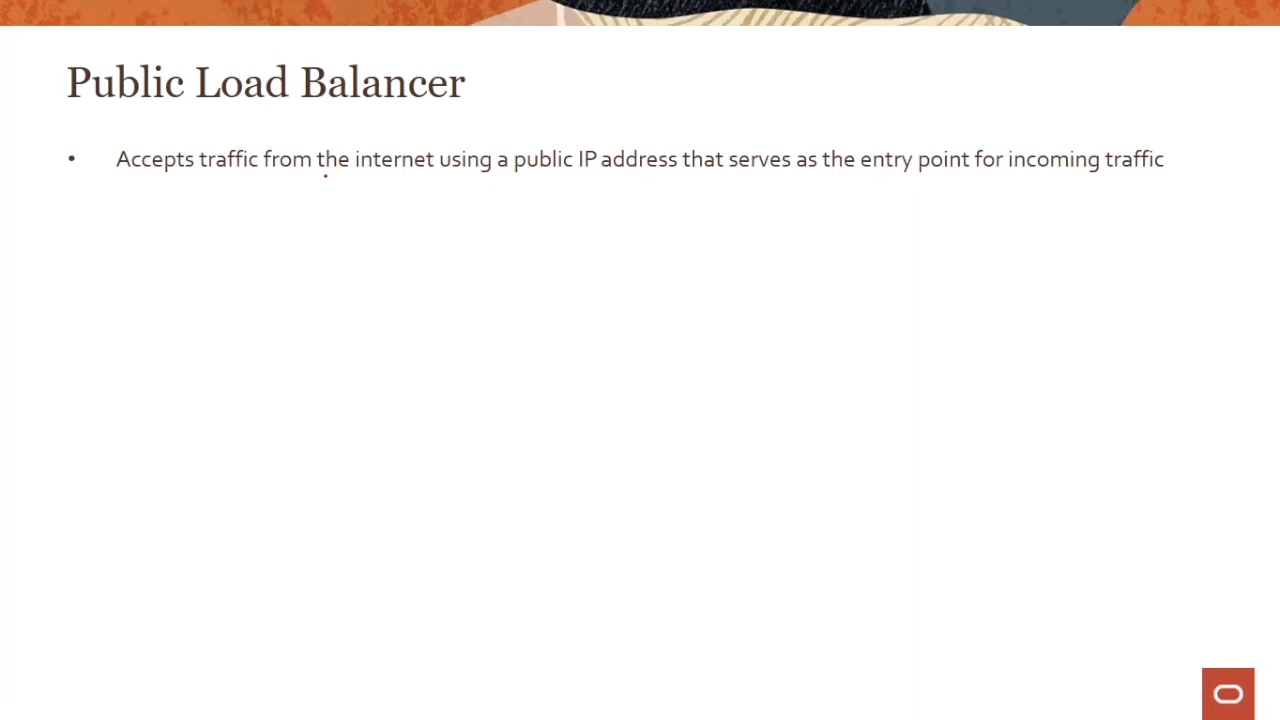 Public Load Balancer
• Accepts traffic from the internet using a public IP address that serves as the entry point for incoming traffic